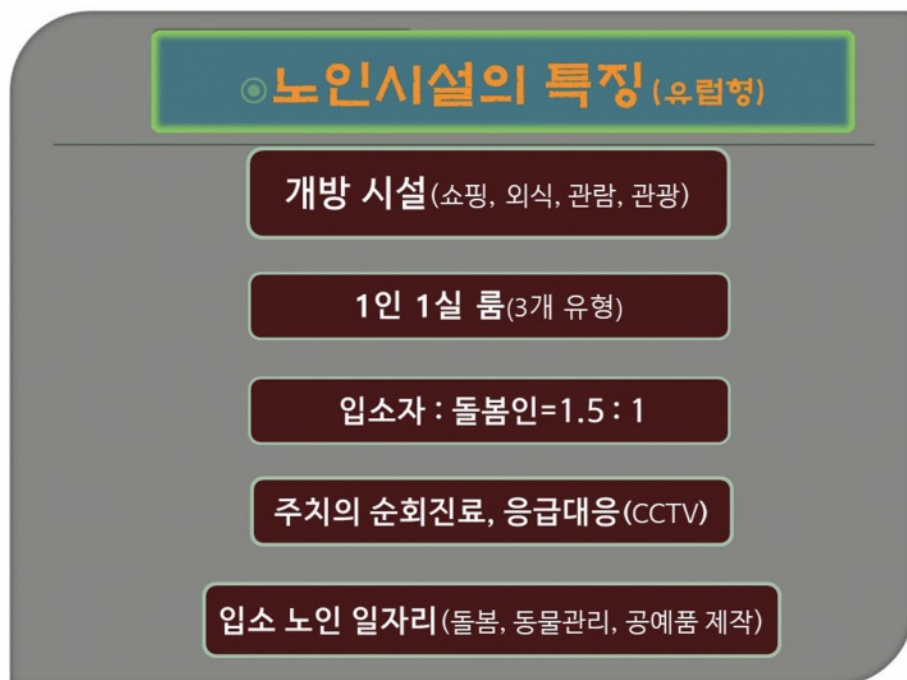 노인시설의 특징(유럽형)
개방 시설(쇼핑, 외식, 관람, 관광)
1인 1실 룸(3개 유형)
입소자 : 돌봄인=1.5 : 1
주치의 순회진료, 응급대응(CCTV)
입소 노인 일자리(돌봄, 동물관리, 공예품 제작)